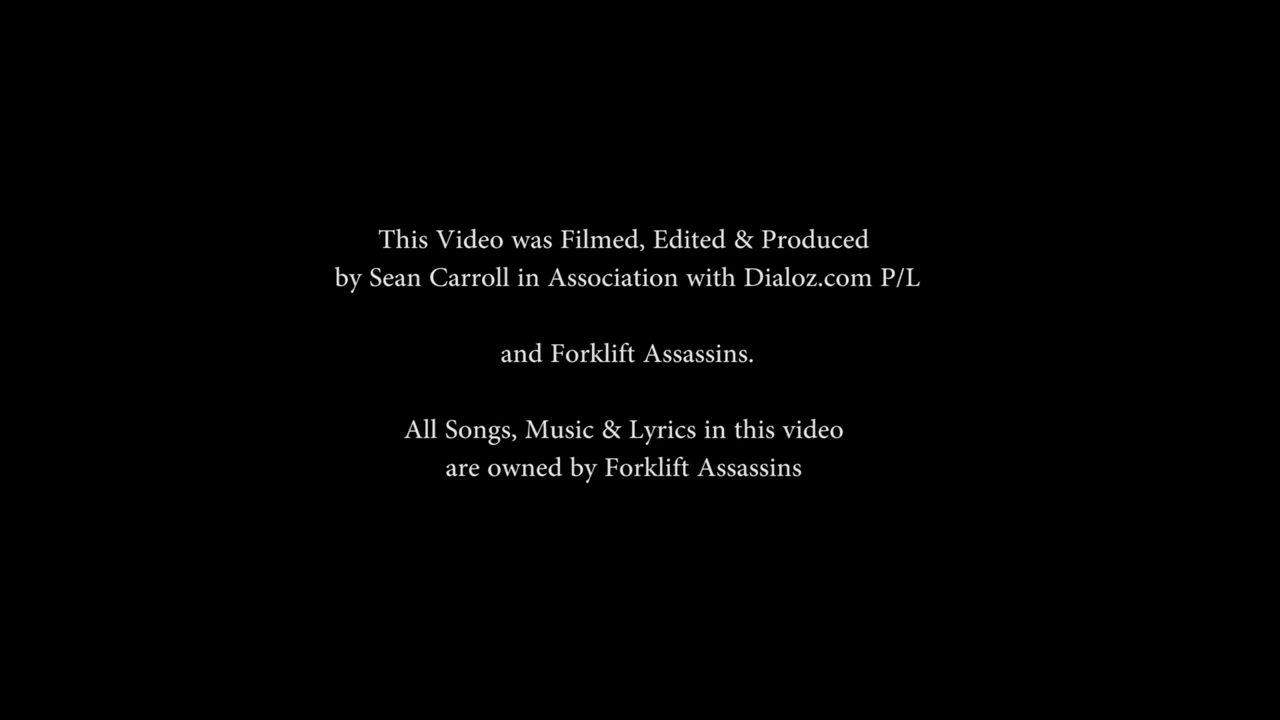 This Video was Filmed, Edited & Produced
by Sean Carroll in Association with Dialoz.com P/L
and Forklift Assassins.
All Songs, Music & Lyrics in this video
are owned by Forklift Assassins